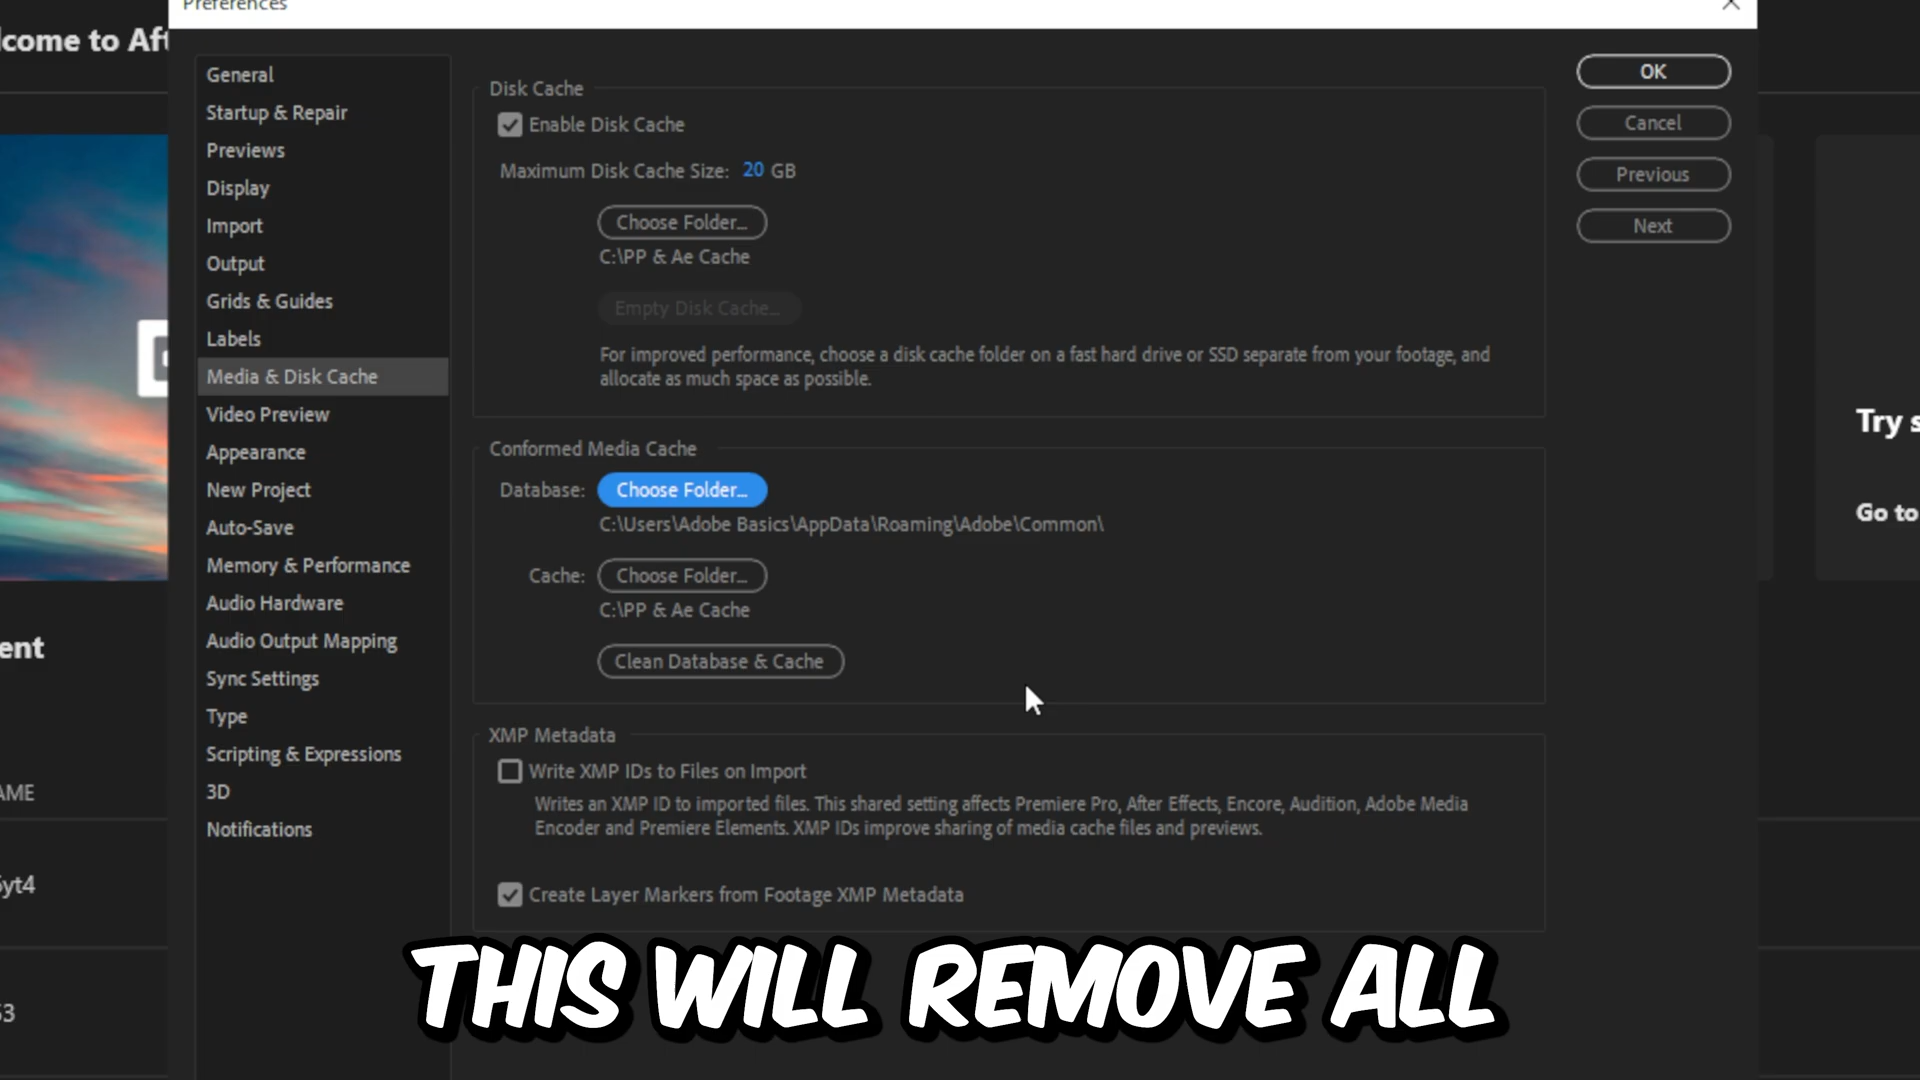 Preferences
lcome to Aft
General
Startup & Repair
Previews
Display
Import
Output
Grids & Guides
Labels
Media & Disk Cache
Video Preview
Appearance
New Project
Auto-Save
Memory & Performance
Audio Hardware
Audio Output Mapping
Sync Settings
Type
Scripting & Expressions
3D
Notifications
Disk Cache
Enable Disk Cache
Maximum Disk Cache Size: 20 GB
Choose Folder...
C:\PP & Ae Cache
Empty Disk Cache...
For improved performance, choose a disk cache folder on a fast hard drive or SSD separate from your footage, and
allocate as much space as possible.
Conformed Media Cache
Database: Choose Folder...
C:\Users\Adobe Basics\AppData\Roaming\Adobe\Common\
Cache: Choose Folder...
C:\PP & Ae Cache
Clean Database & Cache
XMP Metadata
Write XMP IDs to Files on Import
Writes an XMP ID to imported files. This shared setting affects Premiere Pro, After Effects, Encore, Audition, Adobe Media
Encoder and Premiere Elements. XMP IDs improve sharing of media cache files and previews.
Create Layer Markers from Footage XMP Metadata
OK
Cancel
Previous
Next
Try s
Go to
ent
AME
yt4
3
THIS WILL REMOVE ALL